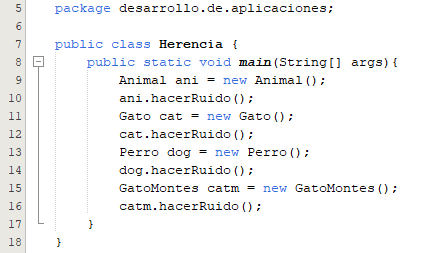 5 package desarrollo.de.aplicaciones;
6
7 public class Herencia {
8 public static void main(String[] args){
9 Animal ani = new Animal();
10 ani.hacerRuido();
11 Gato cat = new Gato();
12 cat.hacerRuido();
13 Perro dog = new Perro();
14 dog.hacerRuido();
15 GatoMontes catm = new GatoMontes();
16 catm.hacerRuido();
17 }
18 }